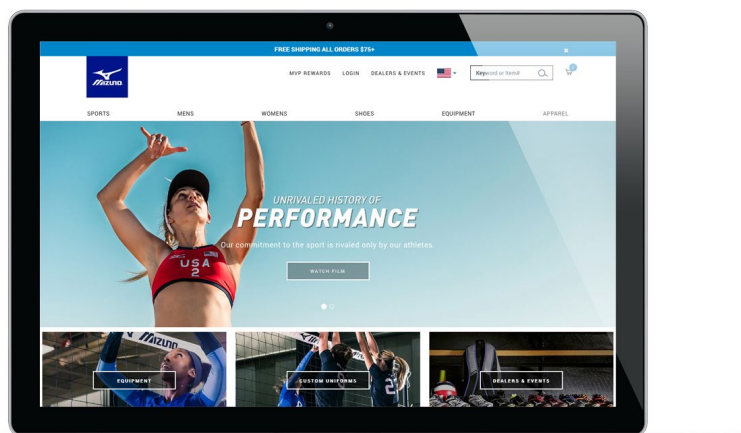 FREE SHIPPING ALL ORDERS $75+
MIZUNO
MVP REWARDS LOGIN DEALERS & EVENTS
Keyword or Item#
SPORTS MENS WOMENS SHOES EQUIPMENT APPAREL
UNRIVALED HISTORY OF
PERFORMANCE
Our commitment to the sport is rivaled only by our athletes.
USA
2
WATCH FILM
MIZUNO
EQUIPMENT
CUSTOM UNIFORMS
2
DEALERS & EVENTS